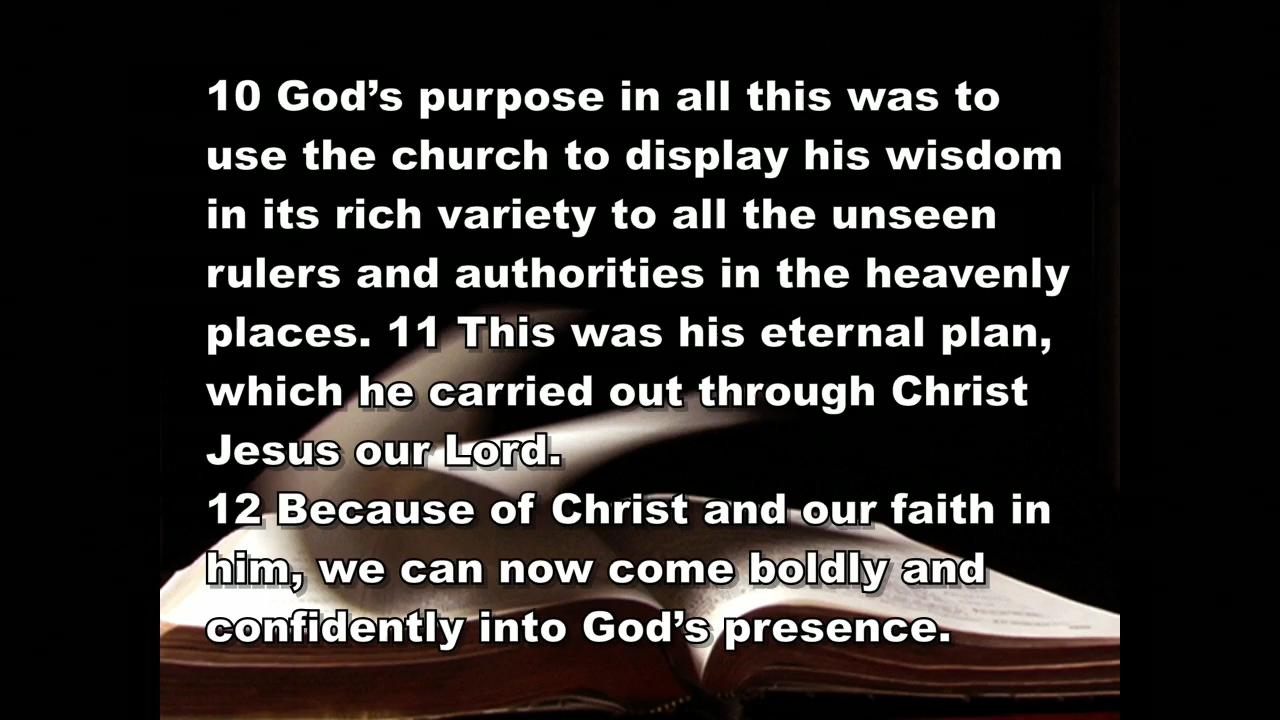 10 God’s purpose in all this was to
use the church to display his wisdom
in its rich variety to all the unseen
rulers and authorities in the heavenly
places. 11 This was his eternal plan,
which he carried out through Christ
Jesus our Lord.
12 Because of Christ and our faith in
him, we can now come boldly and
confidently into God’s presence.